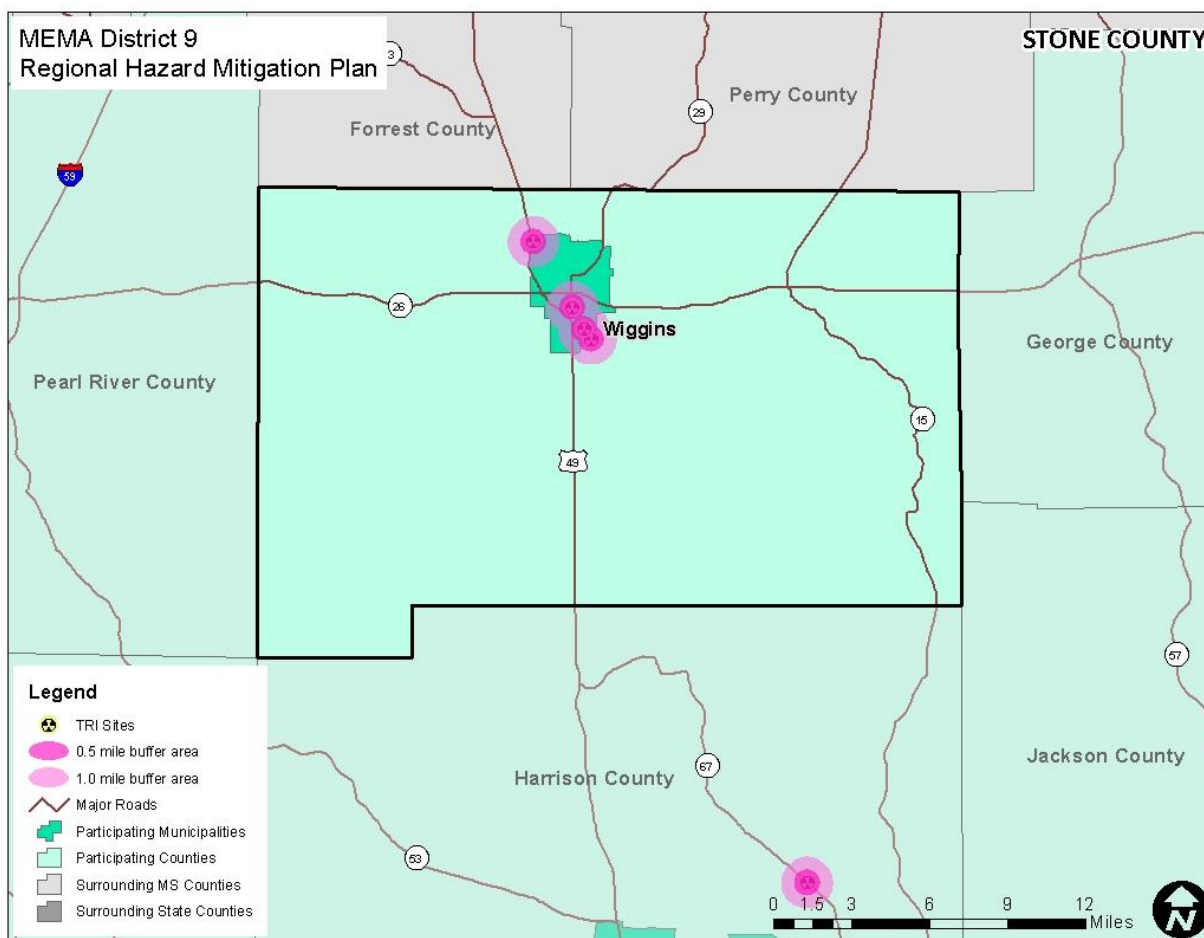 MEMA District 9
Regional Hazard Mitigation Plan
STONE COUNTY
Perry County
Forrest County
29
59
26
Wiggins
George County
Pearl River County
15
49
57
Jackson County
Harrison County
67
53
Legend
TRI Sites
0.5 mile buffer area
1.0 mile buffer area
Major Roads
Participating Municipalities
Participating Counties
Surrounding MS Counties
Surrounding State Counties
0 1.5 3 6 9 12
Miles
N